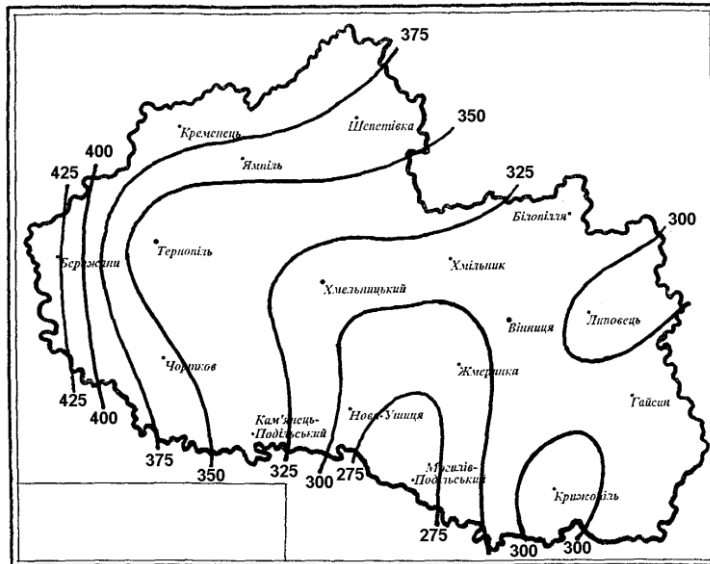 375
Шепетівка
Кременець
350
Ямпіль
400
425
325
Білопілля
300
Тернопіль
Бережани
Хмільник
Хмельницький
Липовець
Вінниця
Чортков
Жмеринка
425
400
Гайсин
Нова-Ушиця
Кам'янець-
-Подільський
375
350
325
300
275
Могилів-
-Подільський
Крижопіль
275
300
300